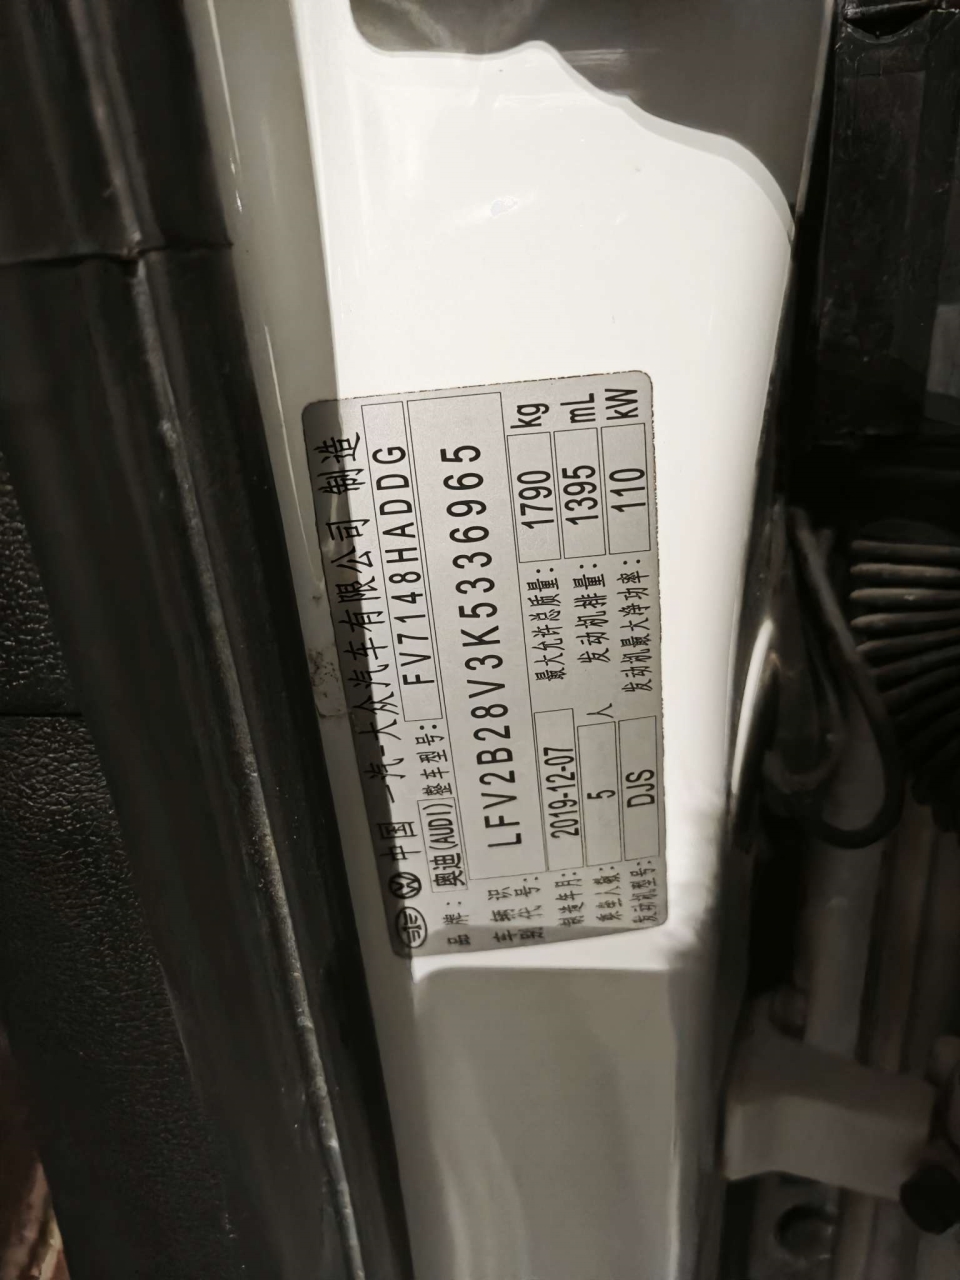 中国 一汽-大众汽车有限公司 制造
品牌: 奥迪(AUDI) 整车型号: FV7148HADDG
车辆识别代号: LFV2B28V3K5336965
制造年月: 2019-12-07 最大允许总质量: 1790 kg
乘坐人数: 5 人 发动机排量: 1395 mL
发动机型号: DJS 发动机最大净功率: 110 kW